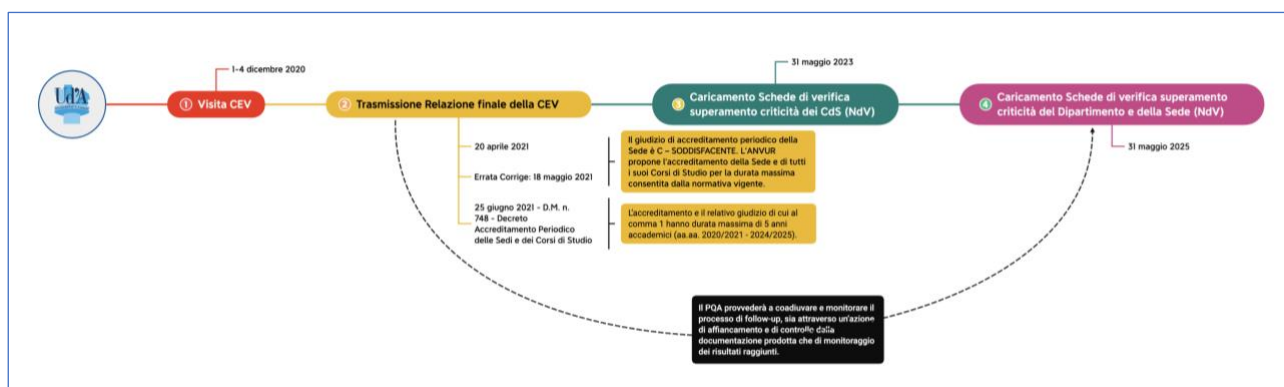 Ud'A
1-4 dicembre 2020
① Visita CEV
② Trasmissione Relazione finale della CEV
20 aprile 2021
Errata Corrige: 18 maggio 2021
Il giudizio di accreditamento periodico della
Sede è C – SODDISFACENTE. L'ANVUR
propone l'accreditamento della Sede e di tutti
i suoi Corsi di Studio per la durata massima
consentita dalla normativa vigente.
25 giugno 2021 - D.M. n.
748 - Decreto
Accreditamento Periodico
delle Sedi e dei Corsi di Studio
L'accreditamento e il relativo giudizio di cui al
comma 1 hanno durata massima di 5 anni
accademici (aa.aa. 2020/2021 - 2024/2025).
31 maggio 2023
③ Caricamento Schede di verifica
superamento criticità dei CdS (NdV)
④ Caricamento Schede di verifica superamento
criticità del Dipartimento e della Sede (NdV)
31 maggio 2025
Il PQA provvederà a coadiuvare e monitorare il
processo di follow-up, sia attraverso un'azione
di affiancamento e di controllo dalla
documentazione prodotta che di monitoraggio
dei risultati raggiunti.